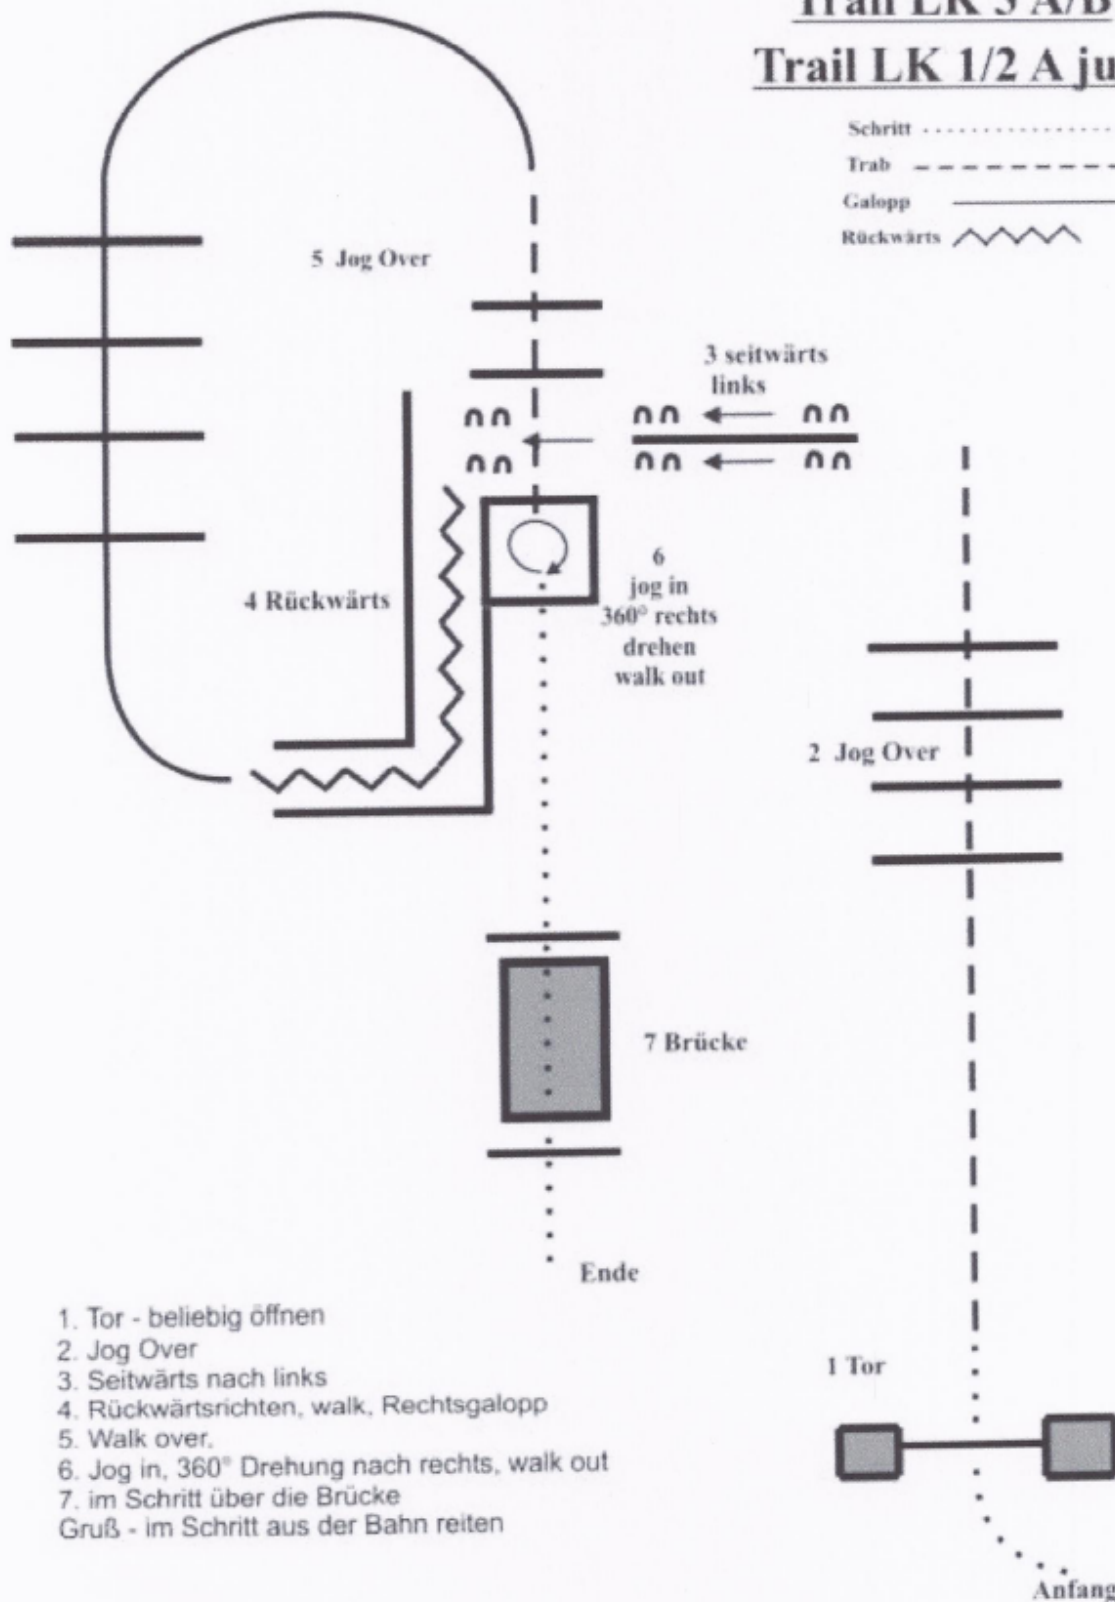 Trail LK 3 A/B
Trail LK 1/2 A ju
Schritt
Trab
Galopp
Rückwärts
5 Jog Over
3 seitwärts
links
6
jog in
360° rechts
drehen
walk out
4 Rückwärts
2 Jog Over
7 Brücke
Ende
1 Tor
Anfang
1. Tor - beliebig öffnen
2. Jog Over
3. Seitwärts nach links
4. Rückwärtsrichten, walk, Rechtsgalopp
5. Walk over.
6. Jog in, 360° Drehung nach rechts, walk out
7. im Schritt über die Brücke
Gruß - im Schritt aus der Bahn reiten